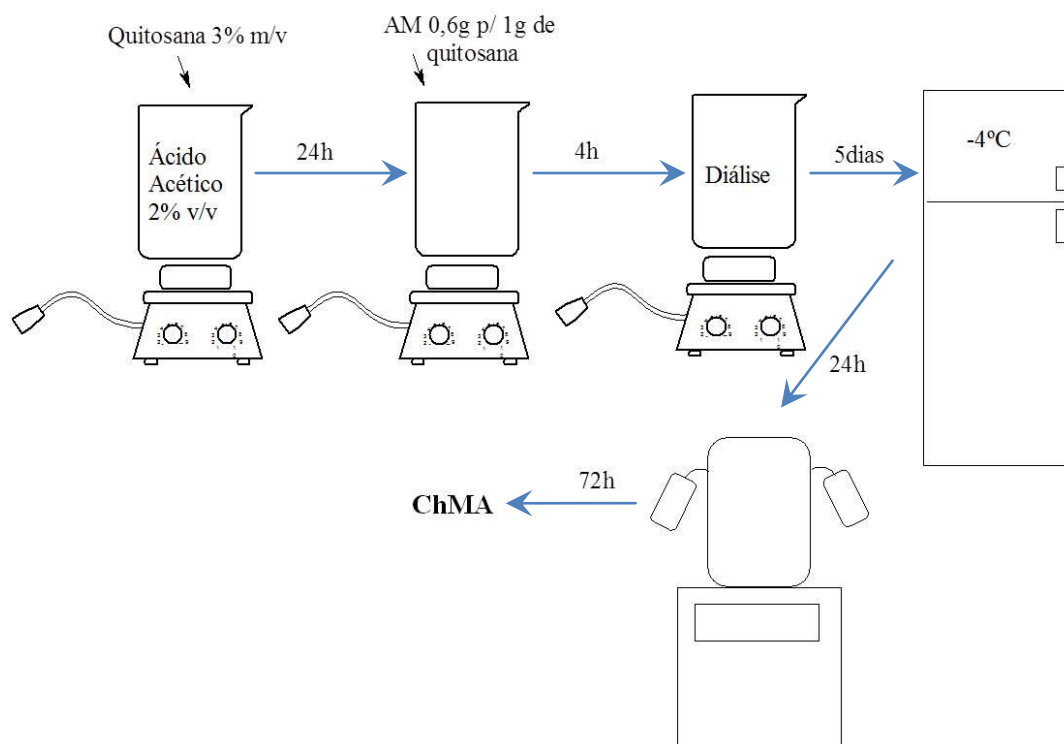 Quitosana 3% m/v
AM 0,6g p/ 1g de
quitosana
Ácido
Acético
2% v/v
24h
4h
Diálise
5dias
-4ºC
24h
72h
ChMA